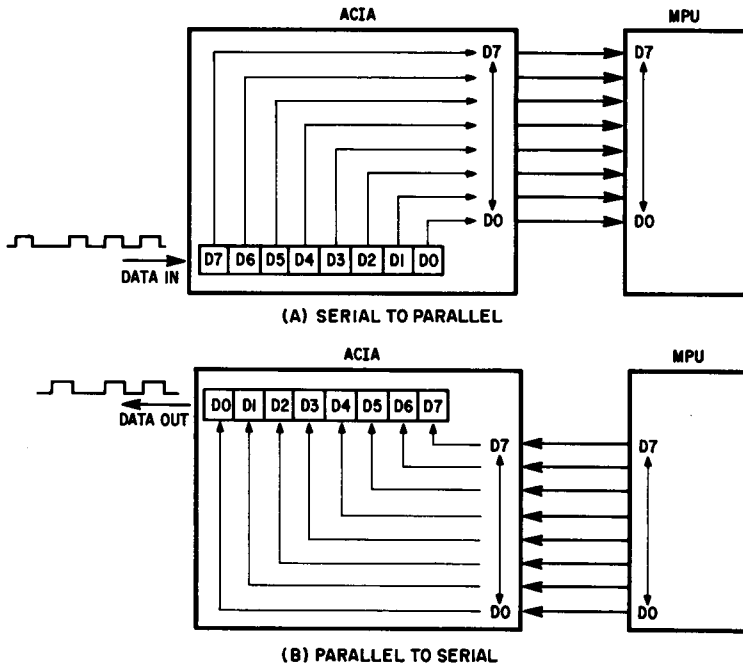 ACIA
MPU
D7
D7
D0
D0
DATA IN
D7 D6 D5 D4 D3 D2 D1 D0
(A) SERIAL TO PARALLEL
ACIA
MPU
DATA OUT
D0 D1 D2 D3 D4 D5 D6 D7
D7
D7
D0
D0
(B) PARALLEL TO SERIAL